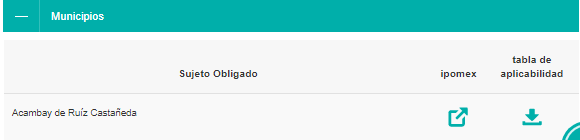 Municipios
Sujeto Obligado
ipomex
tabla de
aplicabilidad
Acambay de Ruíz Castañeda